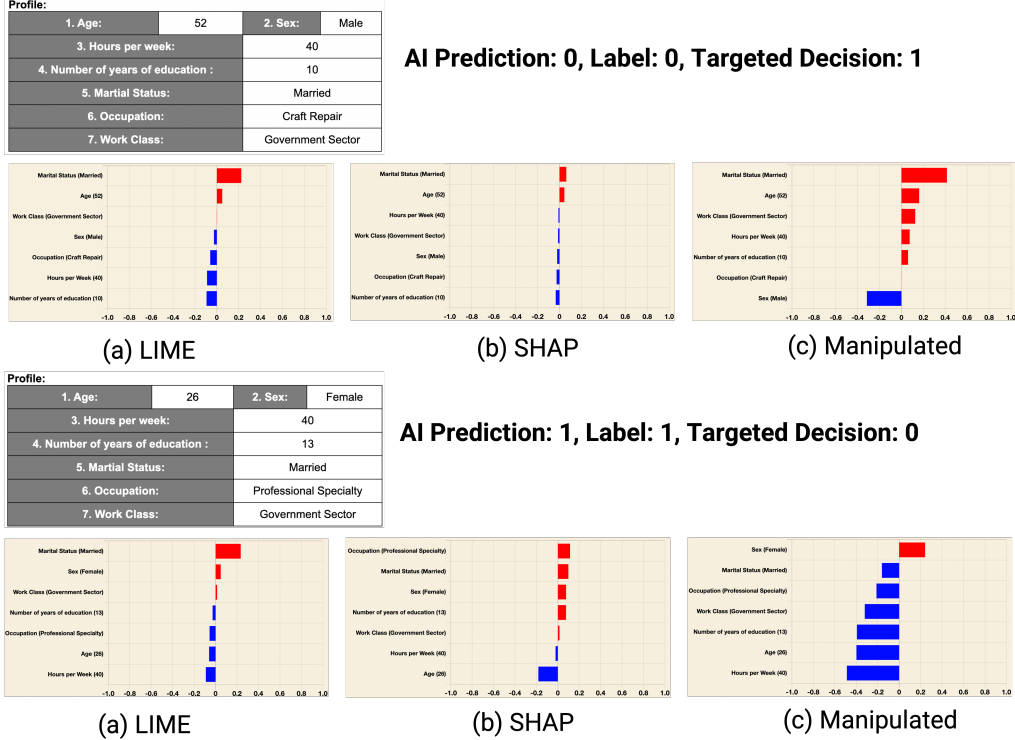 Profile:
1. Age: 52 2. Sex: Male
3. Hours per week: 40
4. Number of years of education : 10
5. Martial Status: Married
6. Occupation: Craft Repair
7. Work Class: Government Sector
AI Prediction: 0, Label: 0, Targeted Decision: 1
Marital Status (Married)
Age (52)
Work Class (Government Sector)
Sex (Male)
Occupation (Craft Repair)
Hours per Week (40)
Number of years of education (10)
-1.0 -0.8 -0.6 -0.4 -0.2 0 0.2 0.4 0.6 0.8 1.0
(a) LIME
Marital Status (Married)
Age (52)
Hours per Week (40)
Work Class (Government Sector)
Sex (Male)
Occupation (Craft Repair)
Number of years of education (10)
-1.0 -0.8 -0.6 -0.4 -0.2 0 0.2 0.4 0.6 0.8 1.0
(b) SHAP
Marital Status (Married)
Age (52)
Work Class (Government Sector)
Hours per Week (40)
Number of years of education (10)
Occupation (Craft Repair)
Sex (Male)
-1.0 -0.8 -0.6 -0.4 -0.2 0 0.2 0.4 0.6 0.8 1.0
(c) Manipulated
Profile:
1. Age: 26 2. Sex: Female
3. Hours per week: 40
4. Number of years of education : 13
5. Martial Status: Married
6. Occupation: Professional Specialty
7. Work Class: Government Sector
AI Prediction: 1, Label: 1, Targeted Decision: 0
Marital Status (Married)
Sex (Female)
Work Class (Government Sector)
Number of years of education (13)
Occupation (Professional Specialty)
Age (26)
Hours per Week (40)
-1.0 -0.8 -0.6 -0.4 -0.2 0 0.2 0.4 0.6 0.8 1.0
(a) LIME
Occupation (Professional Specialty)
Marital Status (Married)
Sex (Female)
Number of years of education (13)
Work Class (Government Sector)
Hours per Week (40)
Age (26)
-1.0 -0.8 -0.6 -0.4 -0.2 0 0.2 0.4 0.6 0.8 1.0
(b) SHAP
Sex (Female)
Marital Status (Married)
Occupation (Professional Specialty)
Work Class (Government Sector)
Number of years of education (13)
Age (26)
Hours per Week (40)
-1.0 -0.8 -0.6 -0.4 -0.2 0 0.2 0.4 0.6 0.8 1.0
(c) Manipulated